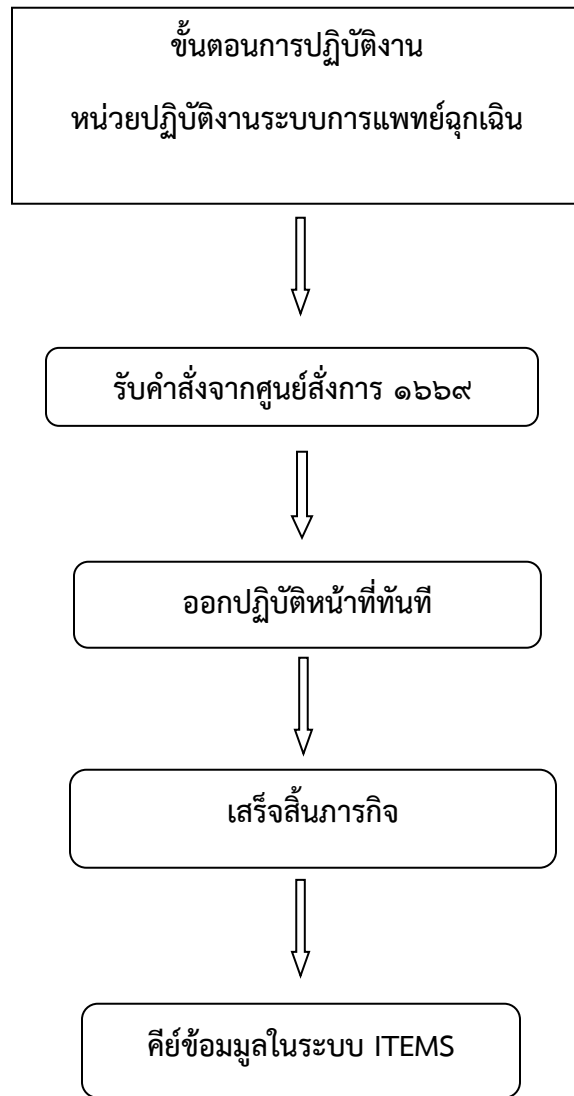 ขั้นตอนการปฏิบัติงาน
หน่วยปฏิบัติงานระบบการแพทย์ฉุกเฉิน
รับคำสั่งจากศูนย์สั่งการ ๑๖๖๙
ออกปฏิบัติหน้าที่ทันที
เสร็จสิ้นภารกิจ
คีย์ข้อมมูลในระบบ ITEMS